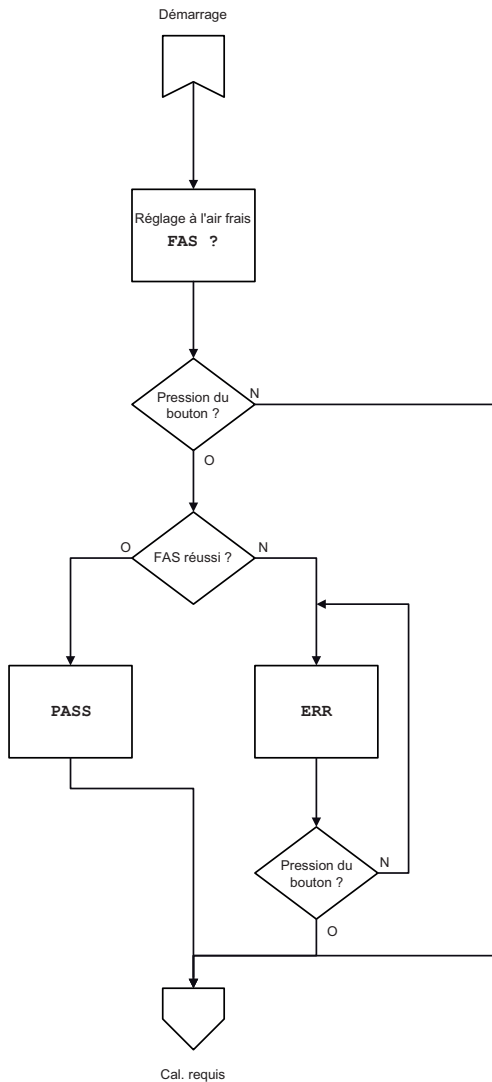 Démarrage
Réglage à l'air frais
FAS ?
Pression du
bouton ?
N
O
O
FAS réussi ?
N
PASS
ERR
Pression du
bouton ?
N
O
Cal. requis